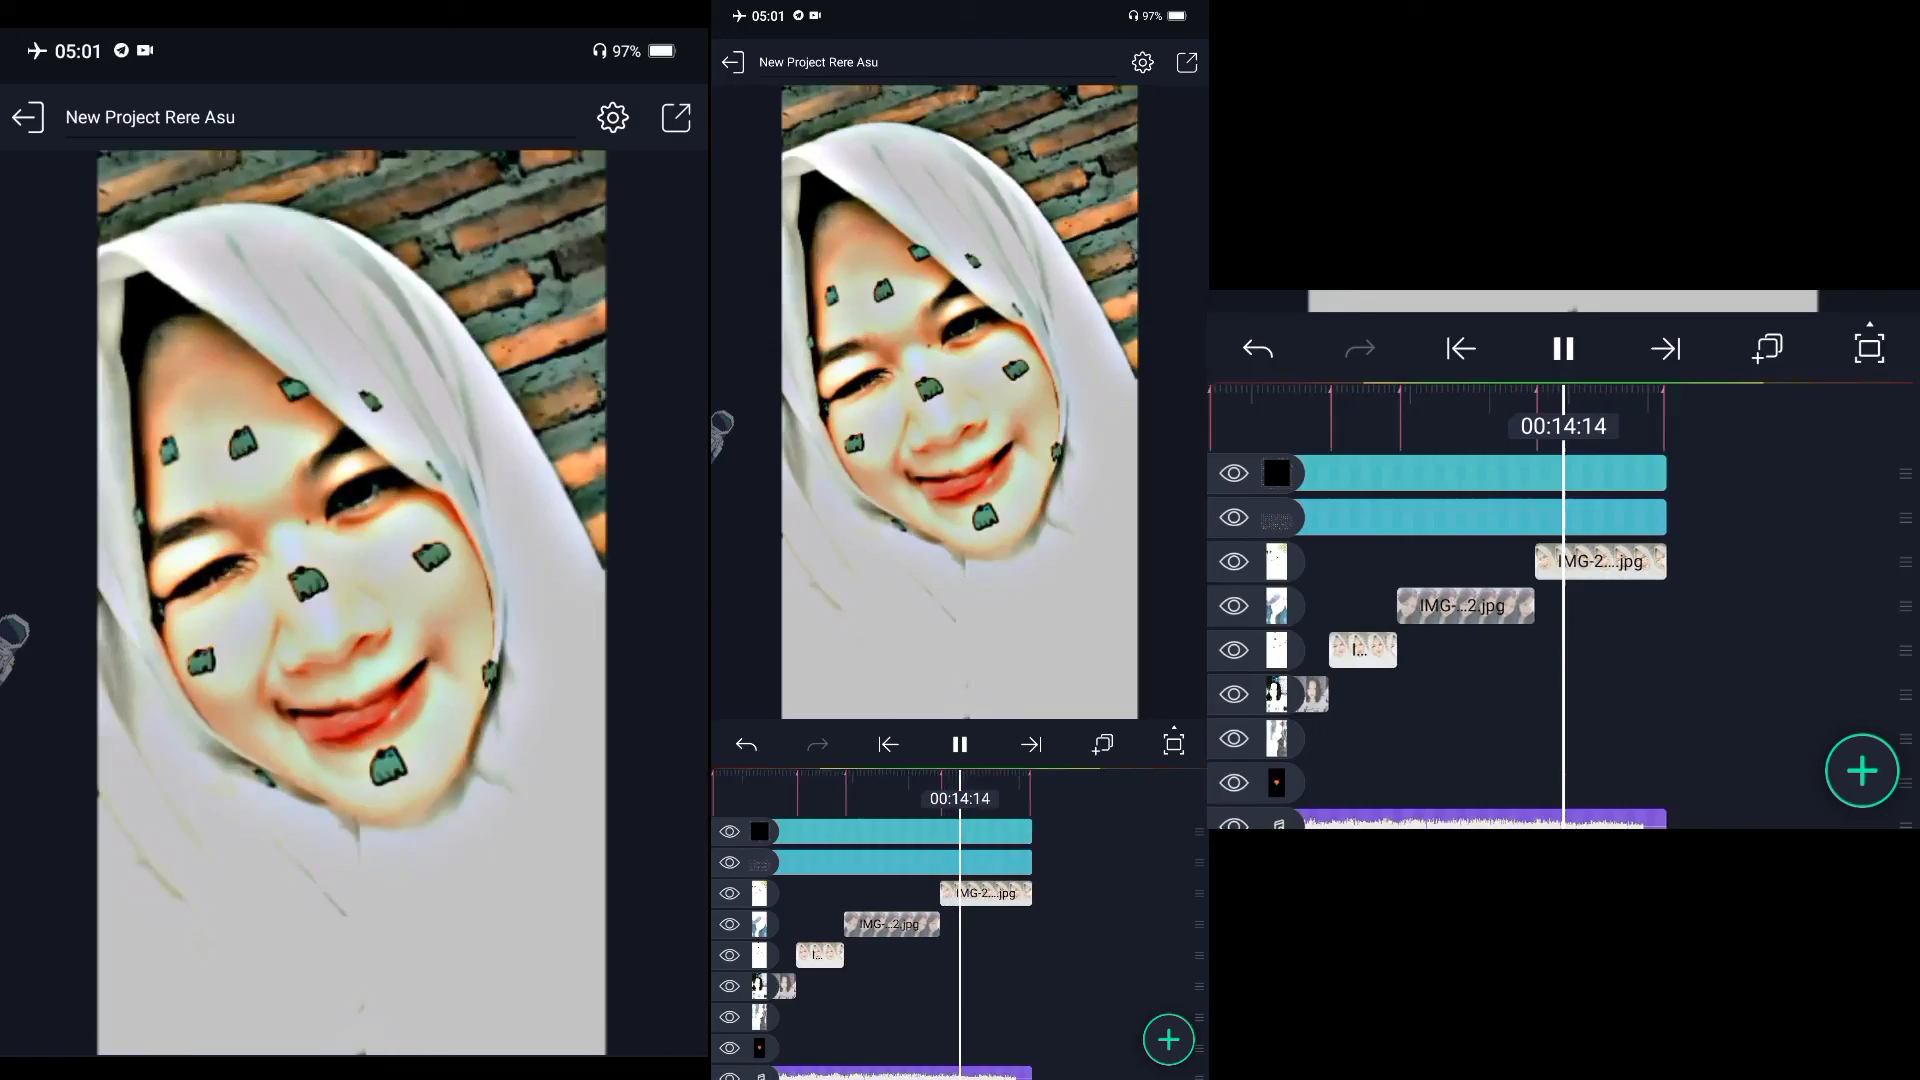 05:01
97%
New Project Rere Asu
05:01
97%
New Project Rere Asu
00:14:14
IMG-2....jpg
IMG-...2.jpg
I...
00:14:14
IMG-2....jpg
IMG-...2.jpg
I...